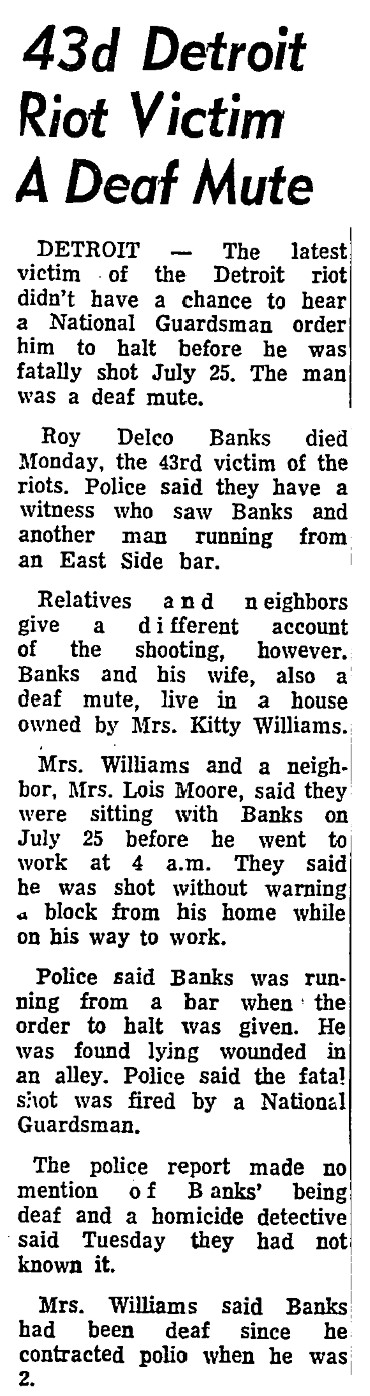 43d Detroit
Riot Victim
A Deaf Mute
DETROIT — The latest
victim of the Detroit riot
didn't have a chance to hear
a National Guardsman order
him to halt before he was
fatally shot July 25. The man
was a deaf mute.
Roy Delco Banks died
Monday, the 43rd victim of the
riots. Police said they have a
witness who saw Banks and
another man running from
an East Side bar.
Relatives and neighbors
give a different account
of the shooting, however.
Banks and his wife, also a
deaf mute, live in a house
owned by Mrs. Kitty Williams.
Mrs. Williams and a neigh-
bor, Mrs. Lois Moore, said they
were sitting with Banks on
July 25 before he went to
work at 4 a.m. They said
he was shot without warning
a block from his home while
on his way to work.
Police said Banks was run-
ning from a bar when the
order to halt was given. He
was found lying wounded in
an alley. Police said the fatal
shot was fired by a National
Guardsman.
The police report made no
mention of Banks' being
deaf and a homicide detective
said Tuesday they had not
known it.
Mrs. Williams said Banks
had been deaf since he
contracted polio when he was
2.